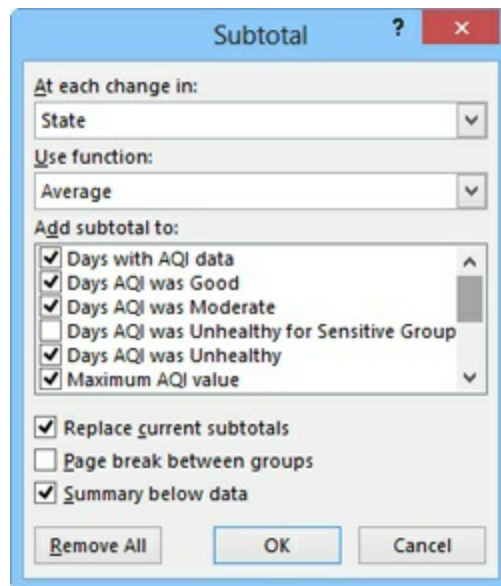 Subtotal ?
At each change in:
State
Use function:
Average
Add subtotal to:
Days with AQI data
Days AQI was Good
Days AQI was Moderate
Days AQI was Unhealthy for Sensitive Group
Days AQI was Unhealthy
Maximum AQI value
Replace current subtotals
Page break between groups
Summary below data
Remove All OK Cancel